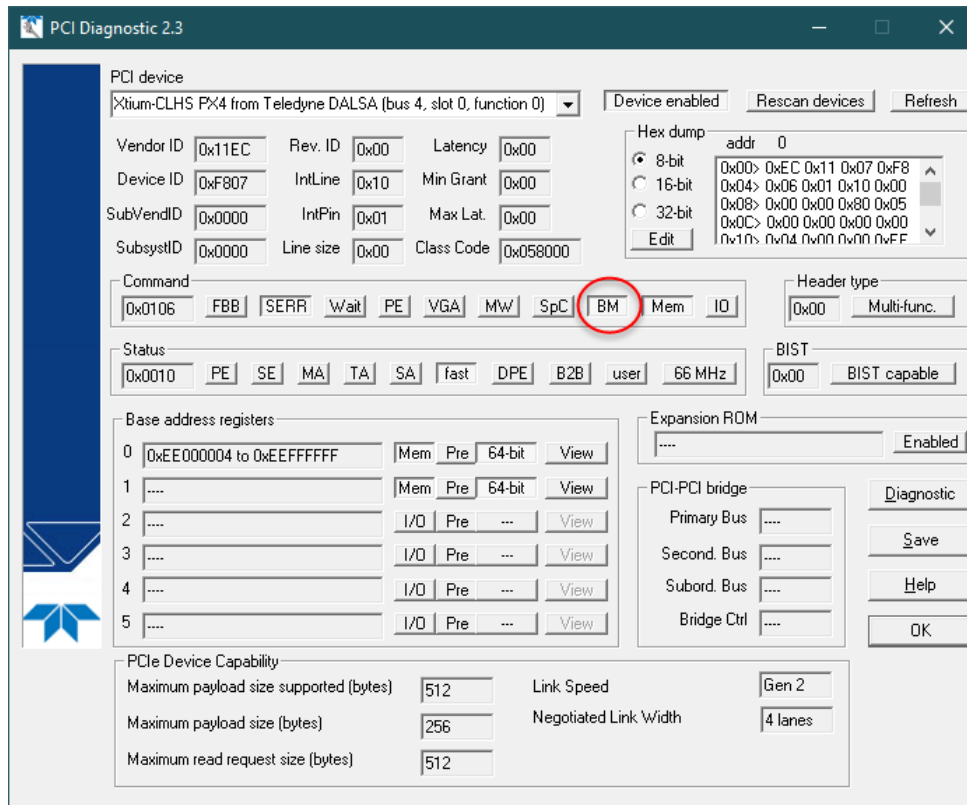 PCI Diagnostic 2.3
PCI device
Xtium-CLHS PX4 from Teledyne DALSA (bus 4, slot 0, function 0)
Device enabled Rescan devices Refresh
Vendor ID 0x11EC Rev. ID 0x00 Latency 0x00
Device ID 0xF807 IntLine 0x10 Min Grant 0x00
SubVendID 0x0000 IntPin 0x01 Max Lat. 0x00
SubsystID 0x0000 Line size 0x00 Class Code 0x058000
Hex dump addr 0
8-bit
16-bit
32-bit
Edit
0x00> 0xEC 0x11 0x07 0xF8
0x04> 0x06 0x01 0x10 0x00
0x08> 0x00 0x00 0x80 0x05
0x0C> 0x00 0x00 0x00 0x00
0x10> 0x04 0x00 0x00 0xEE
Command
0x0106 FBB SERR Wait PE VGA MW SpC BM Mem IO
Header type
0x00 Multi-func.
Status
0x0010 PE SE MA TA SA fast DPE B2B user 66 MHz
BIST
0x00 BIST capable
Base address registers
0 0xEE000004 to 0xEEFFFFFF Mem Pre 64-bit View
1 ---- Mem Pre 64-bit View
2 ---- I/O Pre --- View
3 ---- I/O Pre --- View
4 ---- I/O Pre --- View
5 ---- I/O Pre --- View
Expansion ROM
---- Enabled
PCI-PCI bridge
Primary Bus ----
Second. Bus ----
Subord. Bus ----
Bridge Ctrl ----
Diagnostic
Save
Help
OK
PCIe Device Capability
Maximum payload size supported (bytes) 512
Maximum payload size (bytes) 256
Maximum read request size (bytes) 512
Link Speed Gen 2
Negotiated Link Width 4 lanes